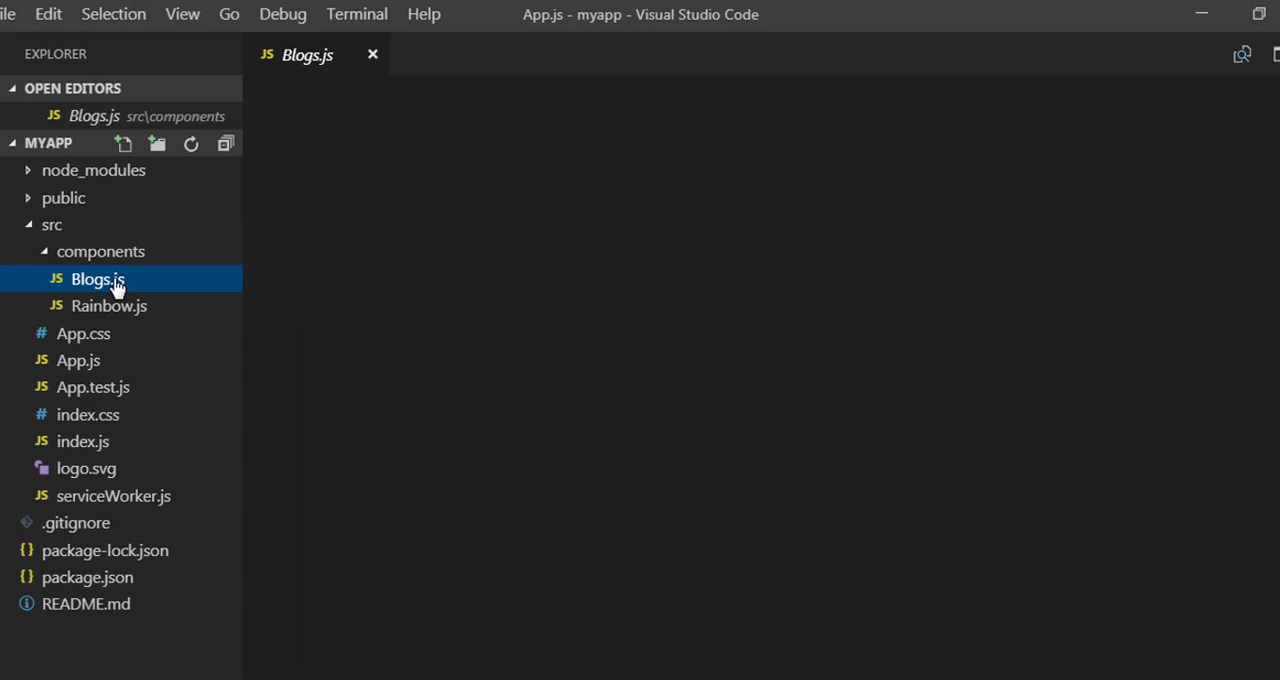 ile Edit Selection View Go Debug Terminal Help App.js - myapp - Visual Studio Code
EXPLORER
JS Blogs.js
OPEN EDITORS
JS Blogs.js src\components
MYAPP
node_modules
public
src
components
JS Blogs.js
JS Rainbow.js
# App.css
JS App.js
JS App.test.js
# index.css
JS index.js
logo.svg
JS serviceWorker.js
.gitignore
{} package-lock.json
{} package.json
README.md